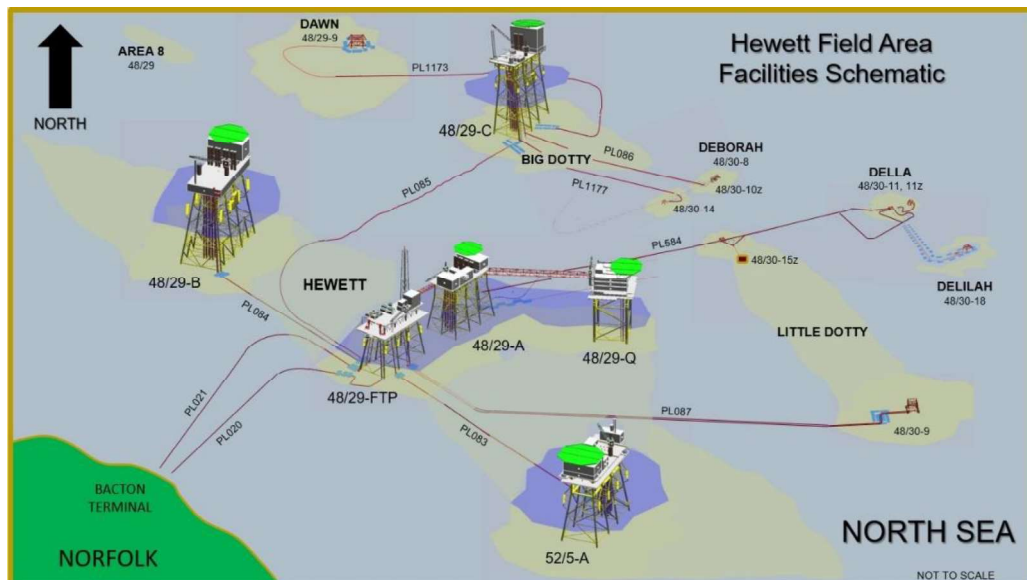 DAWN
48/29-9
AREA 8
48/29
Hewett Field Area
Facilities Schematic
PL1173
NORTH
48/29-C
BIG DOTTY
PL086
DEBORAH
48/30-8
48/30-10z
DELLA
48/30-11, 11z
PL085
PL1177
48/30-14
PL684
48/30-15z
DELILAH
48/30-18
48/29-B
HEWETT
PL084
48/29-A
48/29-Q
LITTLE DOTTY
48/29-FTP
PL021
PL020
PL083
PL087
48/30-9
BACTON
TERMINAL
NORFOLK
52/5-A
NORTH SEA
NOT TO SCALE